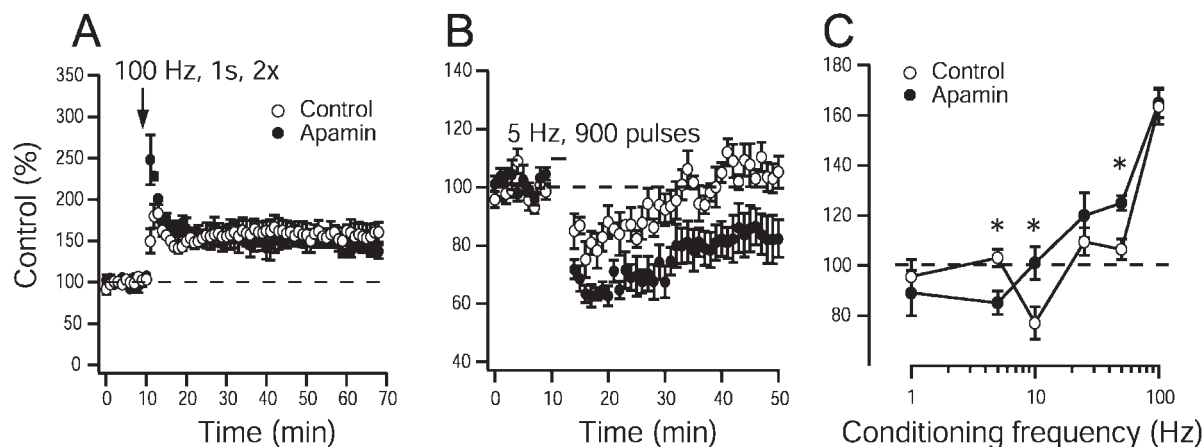 A
100 Hz, 1s, 2x
Control
Apamin
Control (%)
350
300
250
200
150
100
50
0
0 10 20 30 40 50 60 70
Time (min)
B
5 Hz, 900 pulses
140
120
100
80
60
40
0 10 20 30 40 50
Time (min)
C
Control
Apamin
180
160
140
120
100
80
*
*
*
1 10 100
Conditioning frequency (Hz)